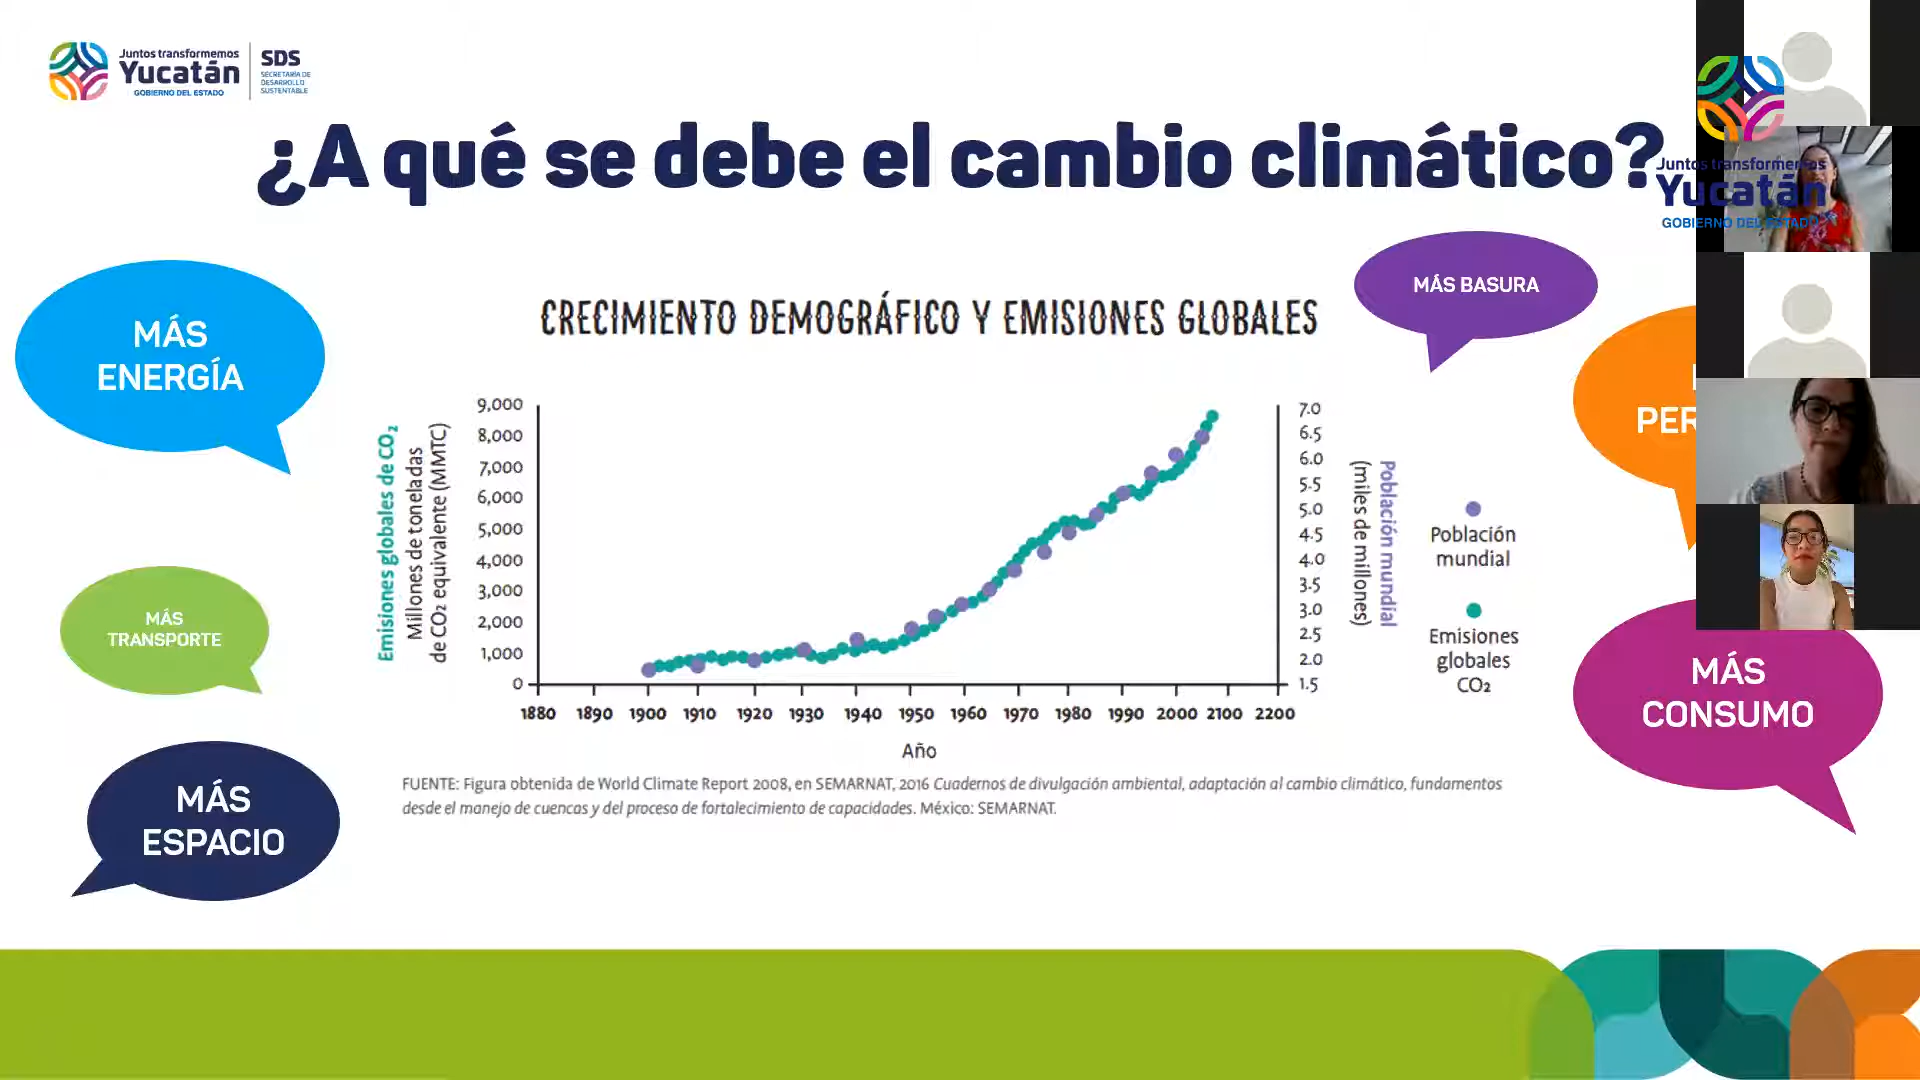 Juntos transformemos
Yucatán
GOBIERNO DEL ESTADO
SDS
SECRETARÍA DE
DESARROLLO
SUSTENTABLE
¿A qué se debe el cambio climático?
Juntos transformemos
Yucatán
GOBIERNO DEL ESTADO
MÁS
ENERGÍA
MÁS
TRANSPORTE
MÁS
ESPACIO
MÁS BASURA
PER
MÁS
CONSUMO
CRECIMIENTO DEMOGRÁFICO Y EMISIONES GLOBALES
Emisiones globales de CO₂
Millones de toneladas
de CO₂ equivalente (MMTC)
9,000
8,000
7,000
6,000
5,000
4,000
3,000
2,000
1,000
0
7.0
6.5
6.0
5.5
5.0
4.5
4.0
3.5
3.0
2.5
2.0
1.5
Población mundial
(miles de millones)
Población
mundial
Emisiones
globales
CO₂
1880 1890 1900 1910 1920 1930 1940 1950 1960 1970 1980 1990 2000 2100 2200
Año
FUENTE: Figura obtenida de World Climate Report 2008, en SEMARNAT, 2016 Cuadernos de divulgación ambiental, adaptación al cambio climático, fundamentos
desde el manejo de cuencas y del proceso de fortalecimiento de capacidades. México: SEMARNAT.